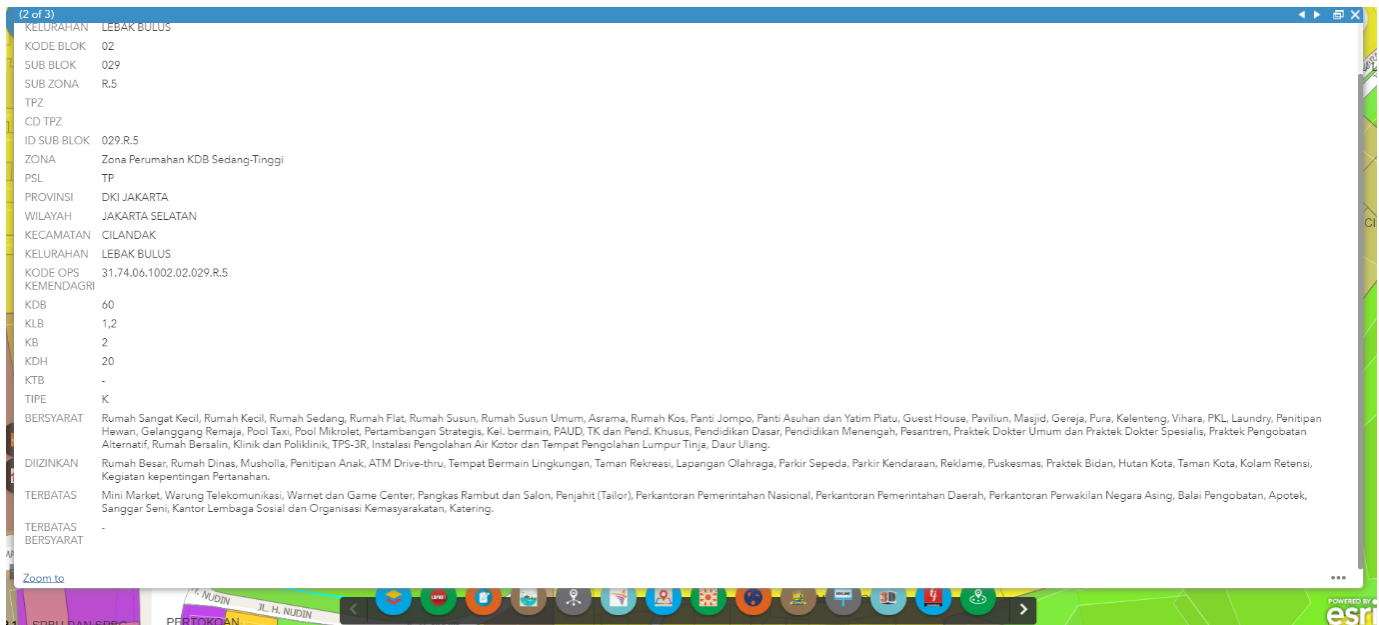 (2 of 3)
KELURAHAN LEBAK BULUS
KODE BLOK 02
SUB BLOK 029
SUB ZONA R.5
TPZ
CD TPZ
ID SUB BLOK 029.R.5
ZONA Zona Perumahan KDB Sedang-Tinggi
PSL TP
PROVINSI DKI JAKARTA
WILAYAH JAKARTA SELATAN
KECAMATAN CILANDAK
KELURAHAN LEBAK BULUS
KODE OPS 31.74.06.1002.02.029.R.5
KEMENDAGRI
KDB 60
KLB 1,2
KB 2
KDH 20
KTB -
TIPE K
BERSYARAT Rumah Sangat Kecil, Rumah Kecil, Rumah Sedang, Rumah Flat, Rumah Susun, Rumah Susun Umum, Asrama, Rumah Kos, Panti Jompo, Panti Asuhan dan Yatim Piatu, Guest House, Paviliun, Masjid, Gereja, Pura, Kelenteng, Vihara, PKL, Laundry, Penitipan
Hewan, Gelanggang Remaja, Pool Taxi, Pool Mikrolet, Pertambangan Strategis, Kel. bermain, PAUD, TK dan Pend. Khusus, Pendidikan Dasar, Pendidikan Menengah, Pesantren, Praktek Dokter Umum dan Praktek Dokter Spesialis, Praktek Pengobatan
Alternatif, Rumah Bersalin, Klinik dan Poliklinik, TPS-3R, Instalasi Pengolahan Air Kotor dan Tempat Pengolahan Lumpur Tinja, Daur Ulang.
DIIZINKAN Rumah Besar, Rumah Dinas, Musholla, Penitipan Anak, ATM Drive-thru, Tempat Bermain Lingkungan, Taman Rekreasi, Lapangan Olahraga, Parkir Sepeda, Parkir Kendaraan, Reklame, Puskesmas, Praktek Bidan, Hutan Kota, Taman Kota, Kolam Retensi,
Kegiatan kepentingan Pertanahan.
TERBATAS Mini Market, Warung Telekomunikasi, Warnet dan Game Center, Pangkas Rambut dan Salon, Penjahit (Tailor), Perkantoran Pemerintahan Nasional, Perkantoran Pemerintahan Daerah, Perkantoran Perwakilan Negara Asing, Balai Pengobatan, Apotek,
Sanggar Seni, Kantor Lembaga Sosial dan Organisasi Kemasyarakatan, Katering.
TERBATAS -
BERSYARAT
Zoom to
NUDIN
JL. H. NUDIN
3D
POWERED BY
esri
SPBU DAN SPBG
PERTOKOAN